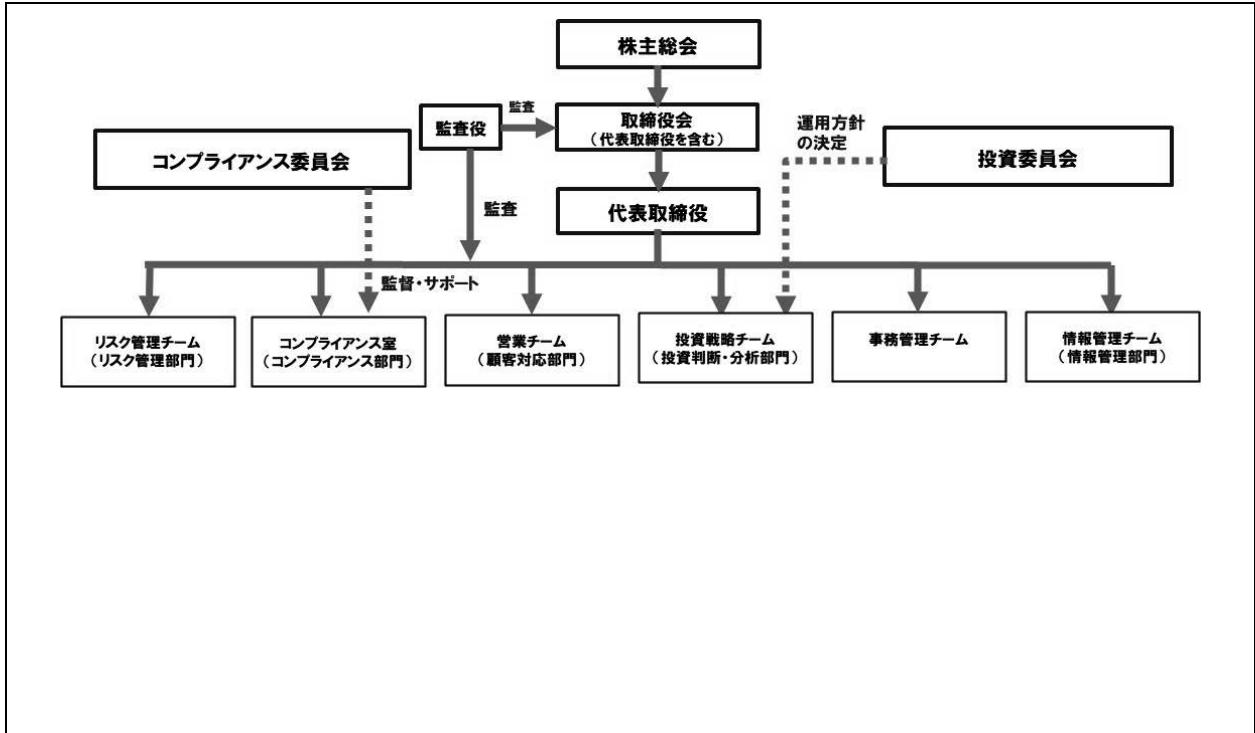 株主総会
監査
監査役
取締役会
(代表取締役を含む)
運用方針
の決定
コンプライアンス委員会
投資委員会
監査
代表取締役
監督・サポート
リスク管理チーム
(リスク管理部門)
コンプライアンス室
(コンプライアンス部門)
営業チーム
(顧客対応部門)
投資戦略チーム
(投資判断・分析部門)
事務管理チーム
情報管理チーム
(情報管理部門)